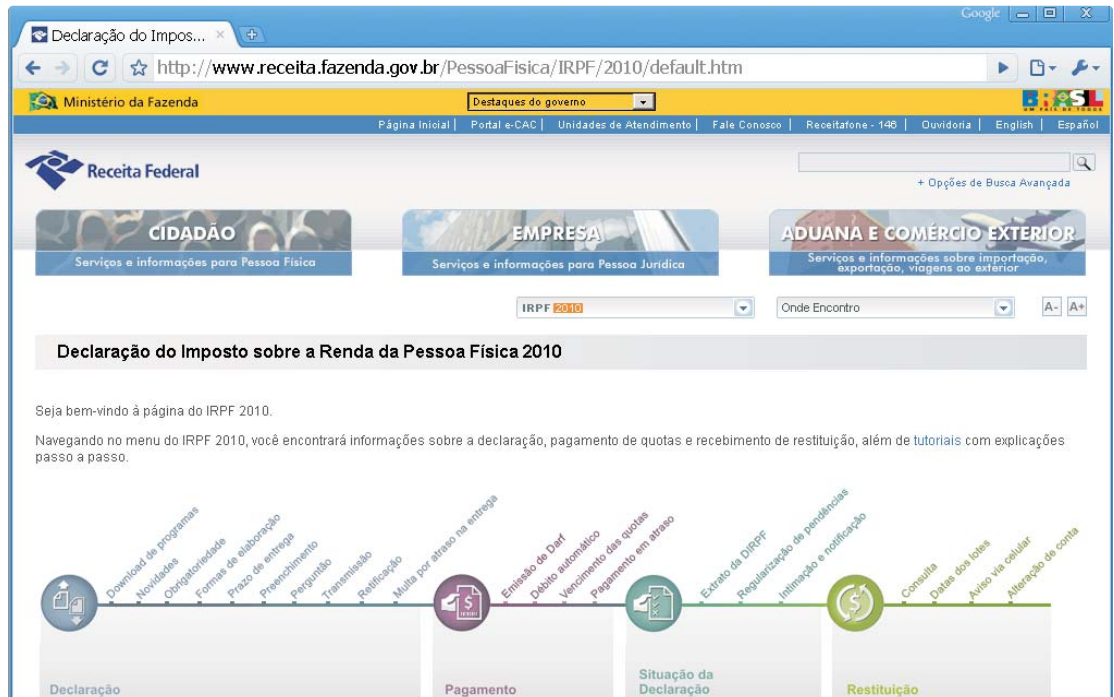 Google
Declaração do Impos...
http://www.receita.fazenda.gov.br/PessoaFisica/IRPF/2010/default.htm
Ministério da Fazenda
Destaques do governo
BRASIL
UM PAÍS DE TODOS
Página Inicial | Portal e-CAC | Unidades de Atendimento | Fale Conosco | Receitafone - 146 | Ouvidoria | English | Español
Receita Federal
+ Opções de Busca Avançada
CIDADÃO
Serviços e informações para Pessoa Física
EMPRESA
Serviços e informações para Pessoa Jurídica
ADUANA E COMÉRCIO EXTERIOR
Serviços e informações sobre importação,
exportação, viagens ao exterior
IRPF 2010
Onde Encontro
A- A+
Declaração do Imposto sobre a Renda da Pessoa Física 2010
Seja bem-vindo à página do IRPF 2010.
Navegando no menu do IRPF 2010, você encontrará informações sobre a declaração, pagamento de quotas e recebimento de restituição, além de tutoriais com explicações
passo a passo.
Download de programas
Novidades
Obrigatoriedade
Formas de elaboração
Prazo de entrega
Preenchimento
Perguntão
Transmissão
Retificação
Multa por atraso na entrega
Emissão de Darf
Débito automático
Vencimento das quotas
Pagamento em atraso
Extrato da DIRPF
Regularização de pendências
Intimação e notificação
Consulta
Datas dos lotes
Aviso via celular
Alteração de conta
Declaração
Pagamento
Situação da
Declaração
Restituição